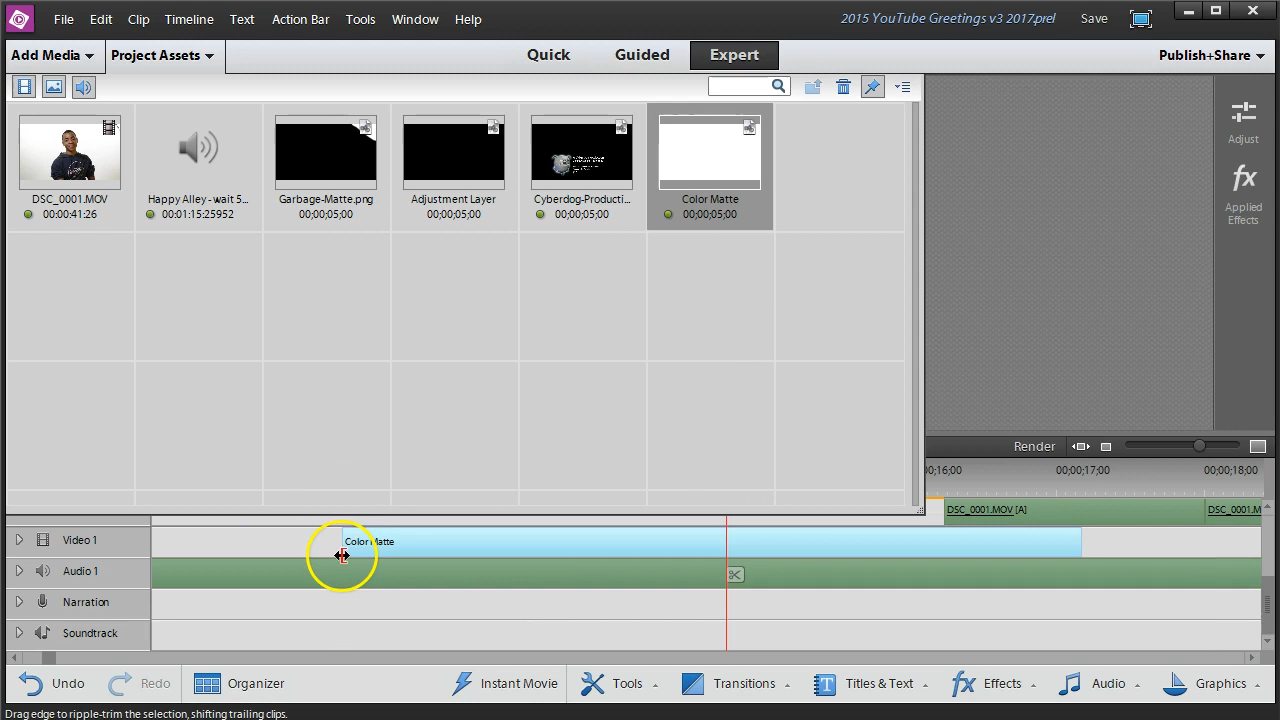 File Edit Clip Timeline Text Action Bar Tools Window Help 2015 YouTube Greetings v3 2017.prel Save
Add Media Project Assets Quick Guided Expert Publish+Share
DSC_0001.MOV Happy Alley - wait 5... Garbage-Matte.png Adjustment Layer Cyberdog-Producti... Color Matte
00:00:41:26 00:01:15:25952 00;00;05;00 00;00;05;00 00;00;05;00 00;00;05;00
Adjust
fx
Applied
Effects
Render
00;00;17;00 00;00;18;00
DSC_0001.MOV [A] DSC_0001.M
Video 1 Color Matte
Audio 1
Narration
Soundtrack
Undo Redo Organizer Instant Movie Tools Transitions T Titles & Text fx Effects Audio Graphics
Drag edge to ripple-trim the selection, shifting trailing clips.